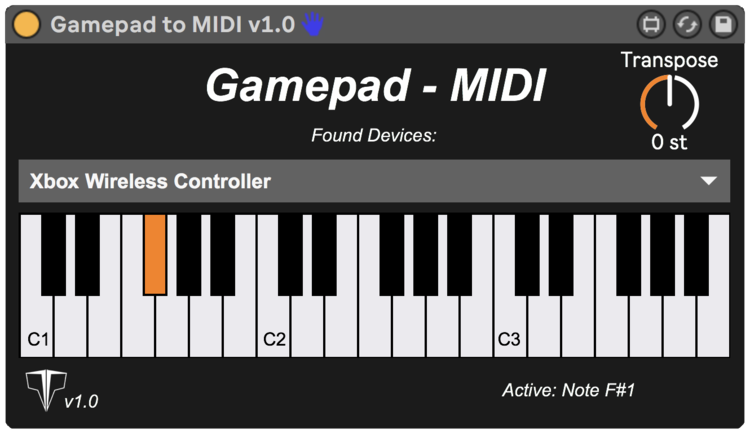 Gamepad to MIDI v1.0
Gamepad - MIDI
Transpose
Found Devices:
0 st
Xbox Wireless Controller
C1 C2 C3
v1.0
Active: Note F#1